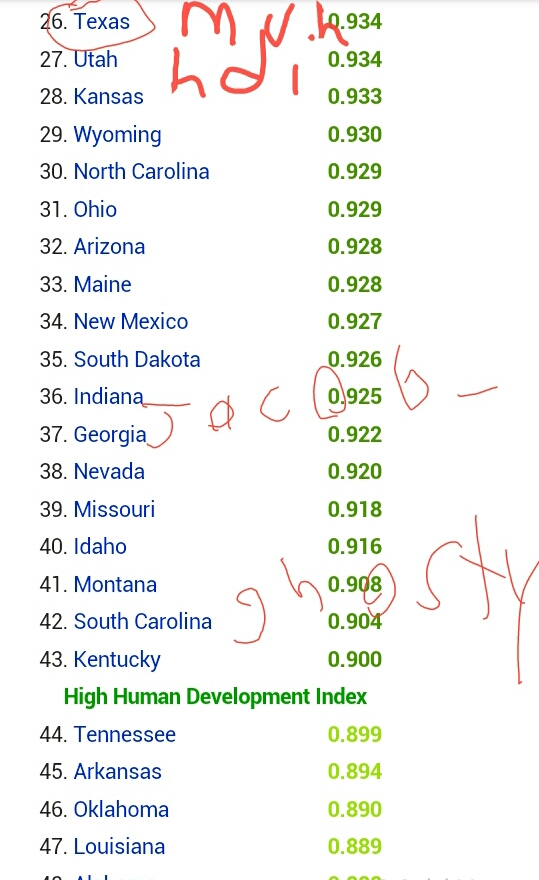 26. Texas 0.934
27. Utah 0.934
28. Kansas 0.933
29. Wyoming 0.930
30. North Carolina 0.929
31. Ohio 0.929
32. Arizona 0.928
33. Maine 0.928
34. New Mexico 0.927
35. South Dakota 0.926
36. Indiana 0.925
37. Georgia 0.922
Jacob-
38. Nevada 0.920
39. Missouri 0.918
40. Idaho 0.916
41. Montana 0.908
ghosty
42. South Carolina 0.904
43. Kentucky 0.900
High Human Development Index
44. Tennessee 0.899
45. Arkansas 0.894
46. Oklahoma 0.890
47. Louisiana 0.889